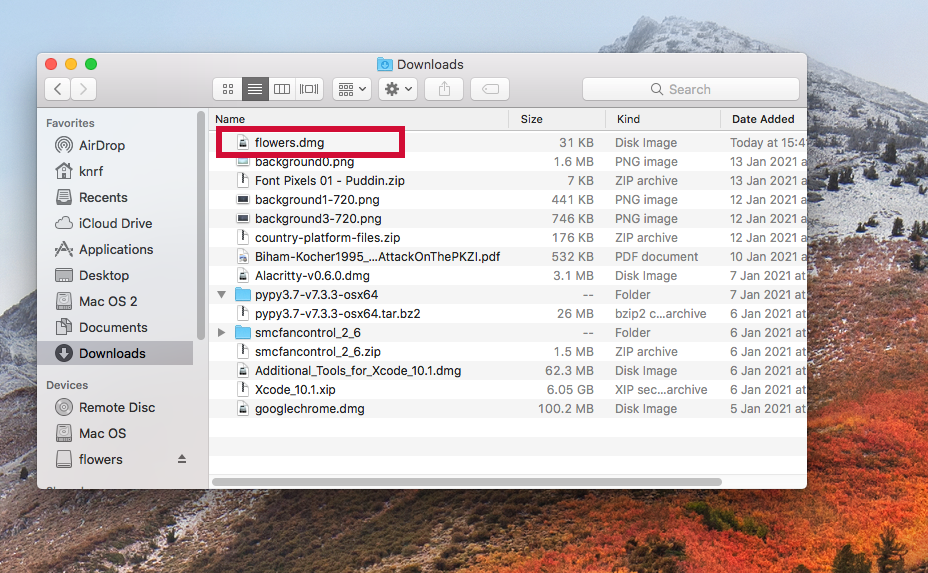 Downloads
Search
Favorites
AirDrop
knrf
Recents
iCloud Drive
Applications
Desktop
Mac OS 2
Documents
Downloads
Devices
Remote Disc
Mac OS
flowers
Name Size Kind Date Added
flowers.dmg 31 KB Disk Image Today at 15:4
background0.png 1.6 MB PNG image 13 Jan 2021 a
Font Pixels 01 - Puddin.zip 7 KB ZIP archive 13 Jan 2021 a
background1-720.png 441 KB PNG image 12 Jan 2021 a
background3-720.png 746 KB PNG image 12 Jan 2021 a
country-platform-files.zip 176 KB ZIP archive 12 Jan 2021 a
Biham-Kocher1995_...AttackOnThePKZI.pdf 532 KB PDF document 10 Jan 2021 a
Alacritty-v0.6.0.dmg 3.1 MB Disk Image 7 Jan 2021 at
pypy3.7-v7.3.3-osx64 -- Folder 7 Jan 2021 at
pypy3.7-v7.3.3-osx64.tar.bz2 26 MB bzip2 c...archive 6 Jan 2021 at
smcfancontrol_2_6 -- Folder 6 Jan 2021 at
smcfancontrol_2_6.zip 1.5 MB ZIP archive 6 Jan 2021 at
Additional_Tools_for_Xcode_10.1.dmg 62.3 MB Disk Image 6 Jan 2021 at
Xcode_10.1.xip 6.05 GB XIP sec...archive 6 Jan 2021 at
googlechrome.dmg 100.2 MB Disk Image 5 Jan 2021 at